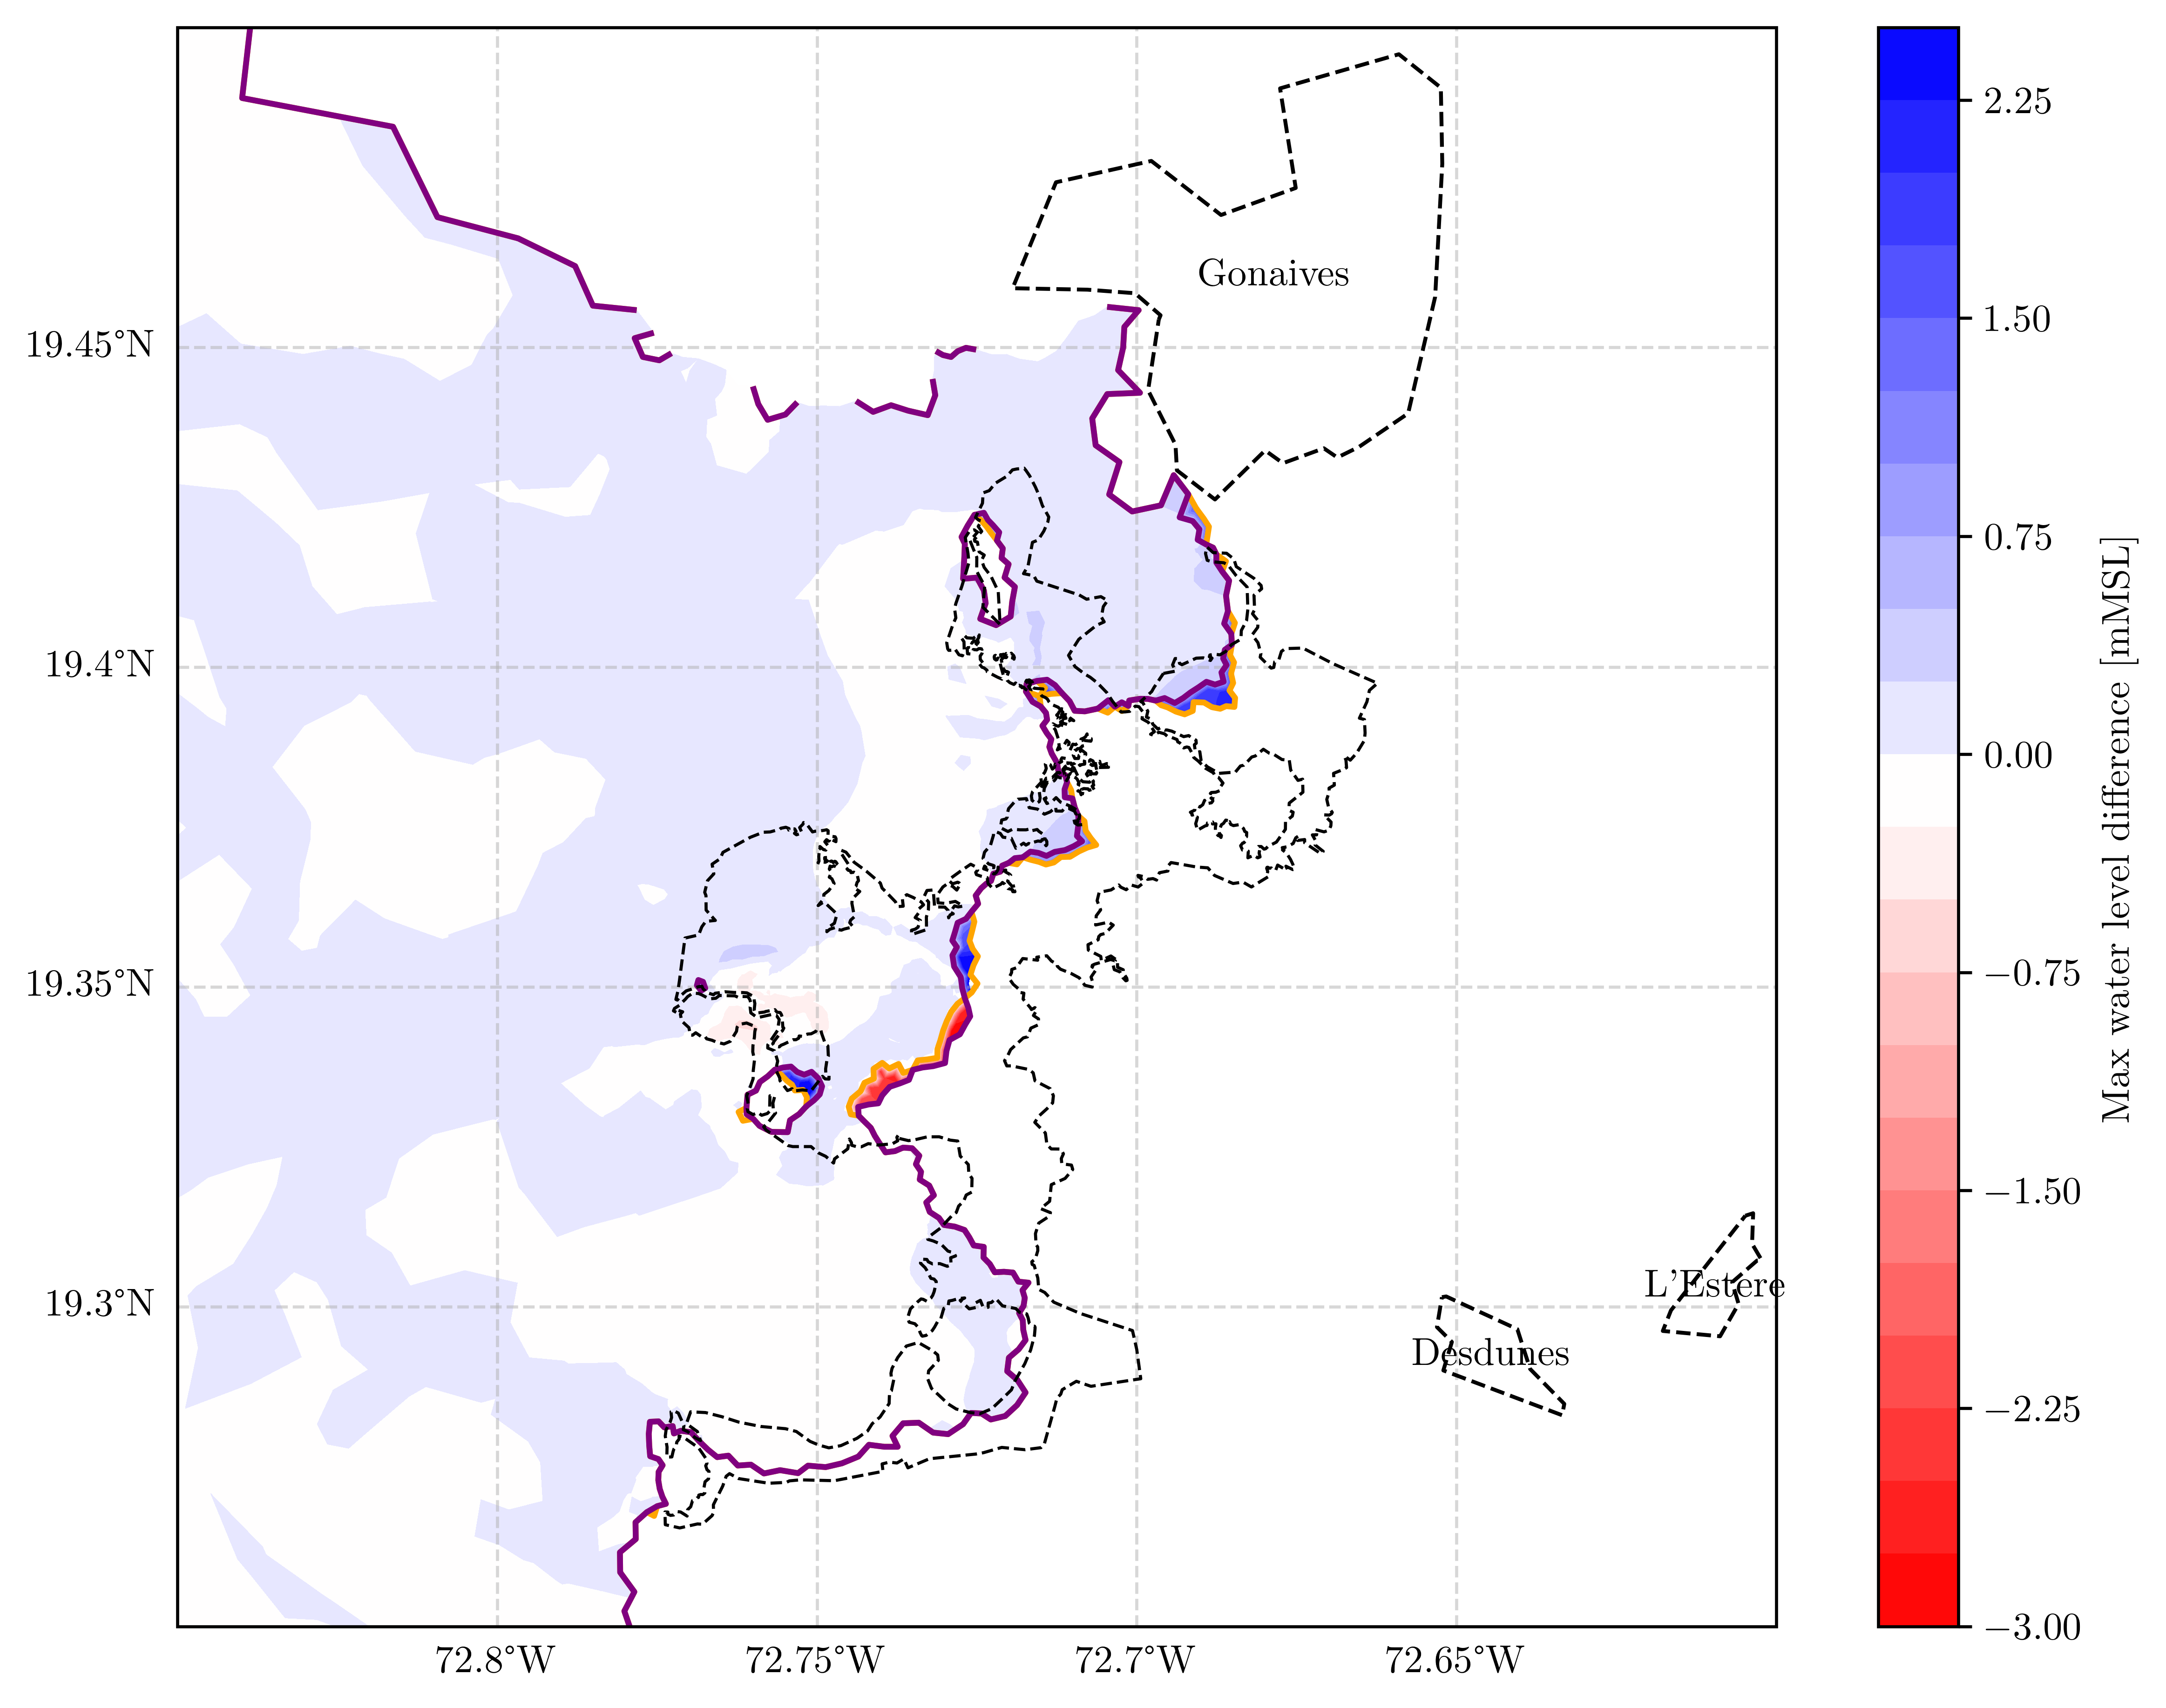 Gonaives
L'Estere
Desdunes
19.45°N
19.4°N
19.35°N
19.3°N
72.8°W
72.75°W
72.7°W
72.65°W
2.25
1.50
0.75
0.00
−0.75
−1.50
−2.25
−3.00
Max water level difference [mMSL]